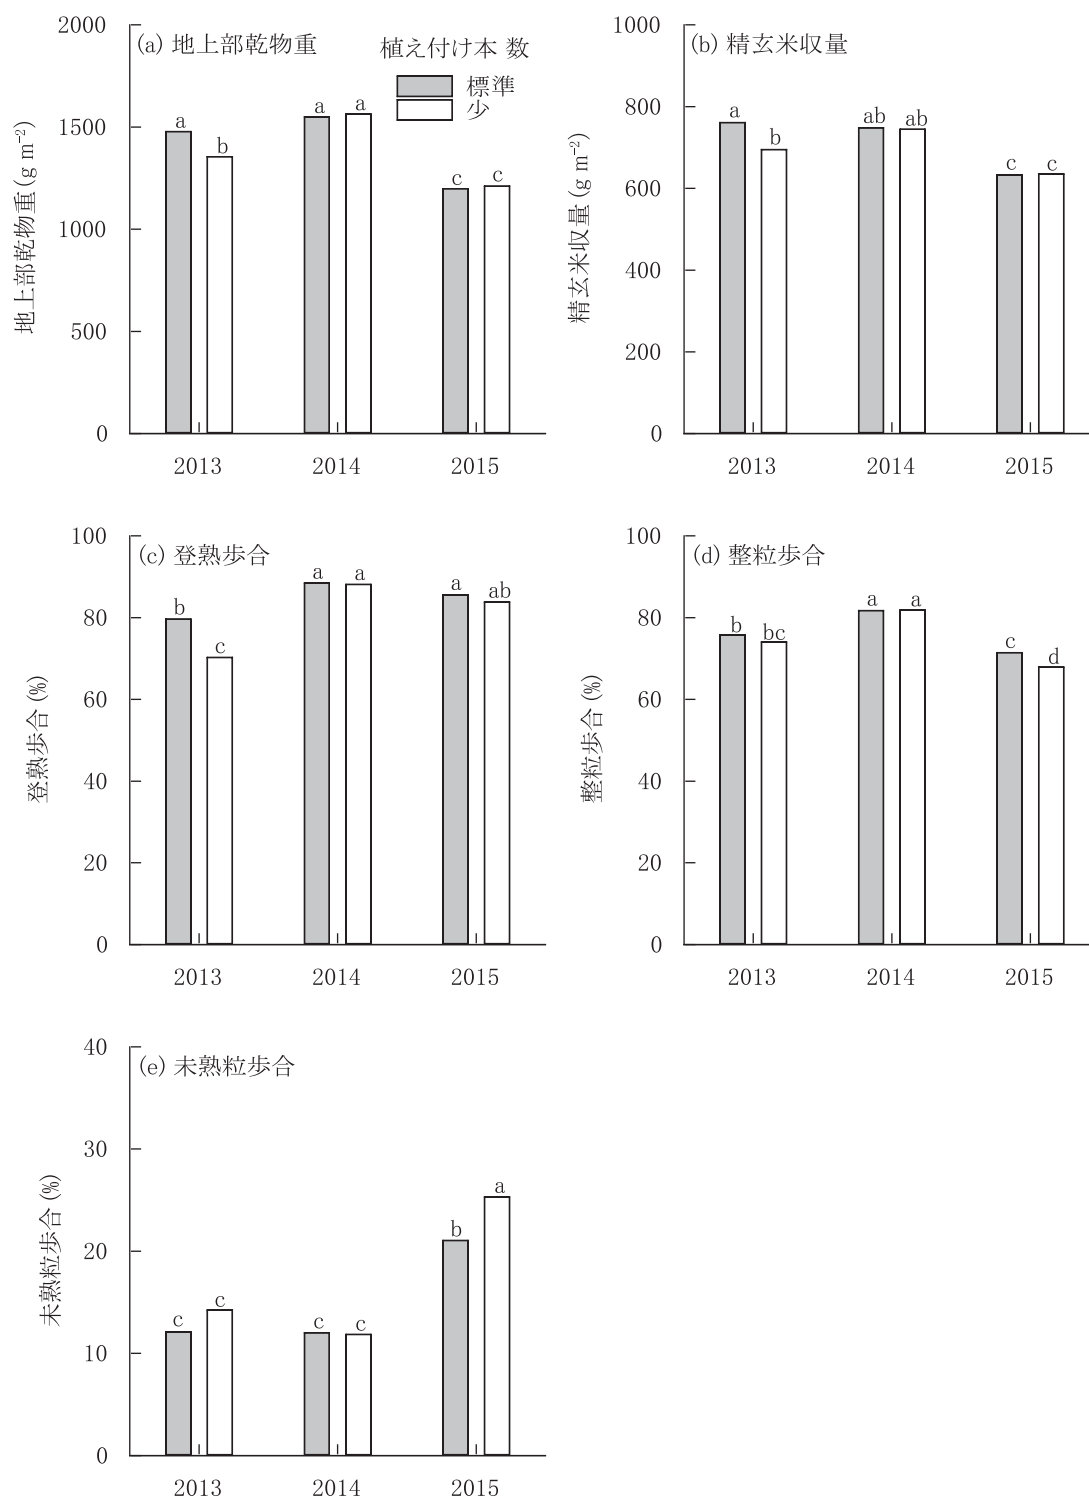 (a) 地上部乾物重
植え付け本 数
標準
少
地上部乾物重(g m⁻²)
2000
1500
1000
500
0
a
b
a
a
c
c
2013
2014
2015
(b) 精玄米収量
精玄米収量(g m⁻²)
1000
800
600
400
200
0
a
b
ab
ab
c
c
2013
2014
2015
(c) 登熟歩合
登熟歩合(%)
100
80
60
40
20
0
b
c
a
a
a
ab
2013
2014
2015
(d) 整粒歩合
整粒歩合(%)
100
80
60
40
20
0
b
bc
a
a
c
d
2013
2014
2015
(e) 未熟粒歩合
未熟粒歩合(%)
40
30
20
10
0
c
c
c
c
b
a
2013
2014
2015